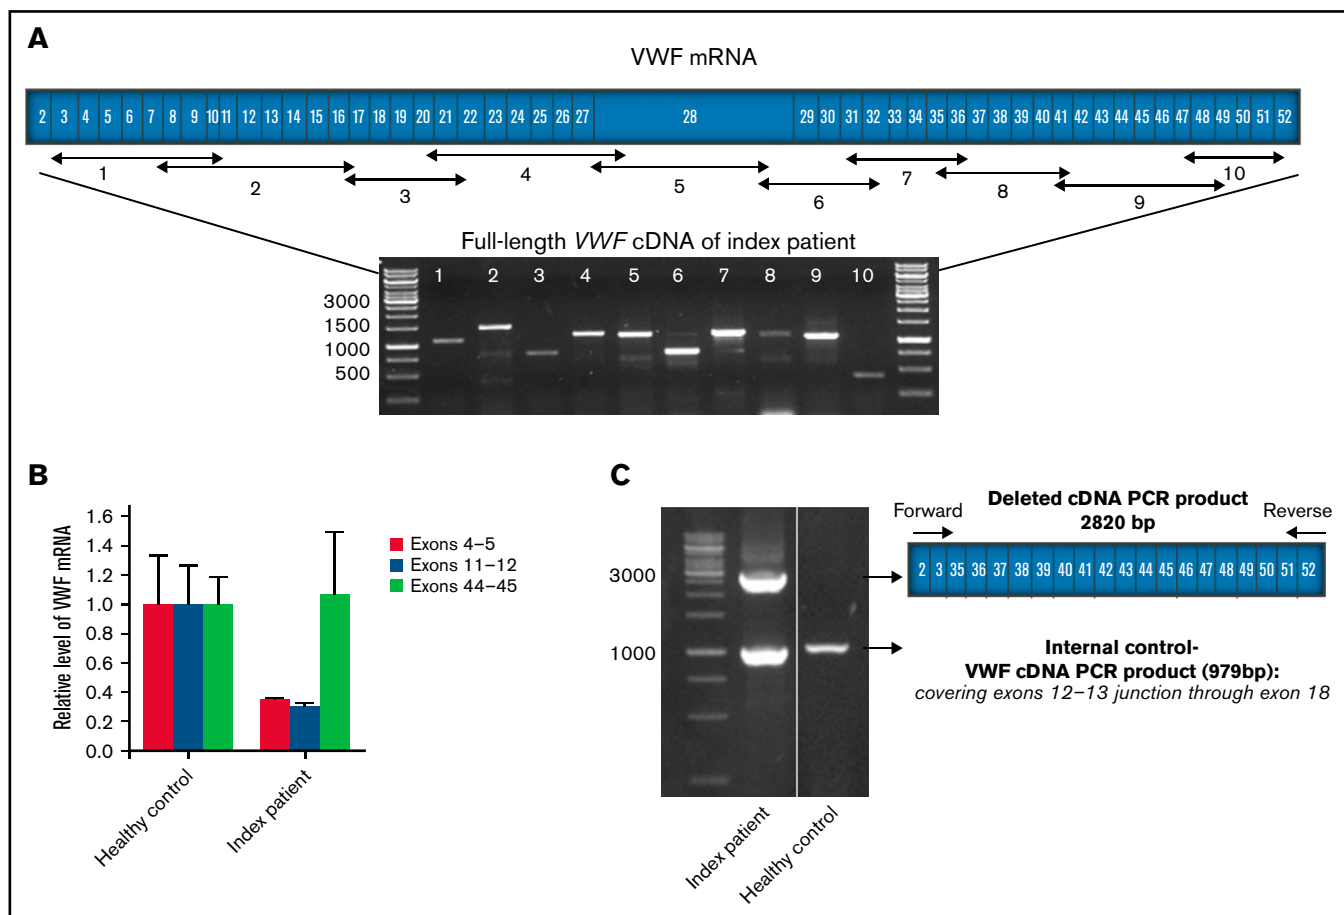 A
VWF mRNA
2 3 4 5 6 7 8 9 10 11 12 13 14 15 16 17 18 19 20 21 22 23 24 25 26 27 28 29 30 31 32 33 34 35 36 37 38 39 40 41 42 43 44 45 46 47 48 49 50 51 52
1 2 3 4 5 6 7 8 9 10
Full-length VWF cDNA of index patient
1 2 3 4 5 6 7 8 9 10
3000
1500
1000
500
B
Relative level of VWF mRNA
1.6
1.4
1.2
1.0
0.8
0.6
0.4
0.2
0.0
Healthy control
Index patient
Exons 4–5
Exons 11–12
Exons 44–45
C
3000
1000
Index patient
Healthy control
Forward
Deleted cDNA PCR product
2820 bp
Reverse
2 3 35 36 37 38 39 40 41 42 43 44 45 46 47 48 49 50 51 52
Internal control-
VWF cDNA PCR product (979bp):
covering exons 12–13 junction through exon 18